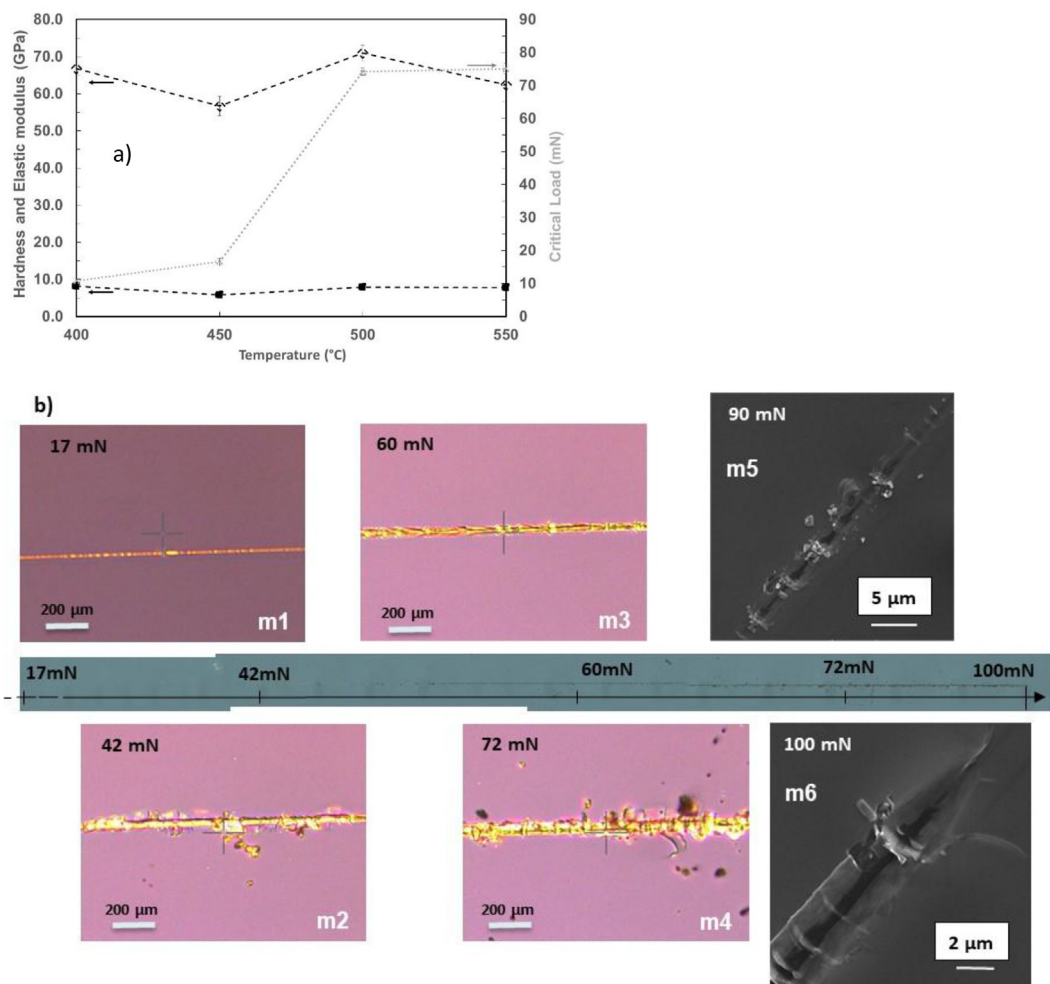 80.0
70.0
60.0
50.0
40.0
30.0
20.0
10.0
0.0
Hardness and Elastic modulus (GPa)
a)
90
80
70
60
50
40
30
20
10
0
Critical Load (mN)
400
450
500
550
Temperature (°C)
b)
17 mN
200 µm
m1
60 mN
200 µm
m3
90 mN
m5
5 µm
17mN
42mN
60mN
72mN
100mN
42 mN
200 µm
m2
72 mN
200 µm
m4
100 mN
m6
2 µm